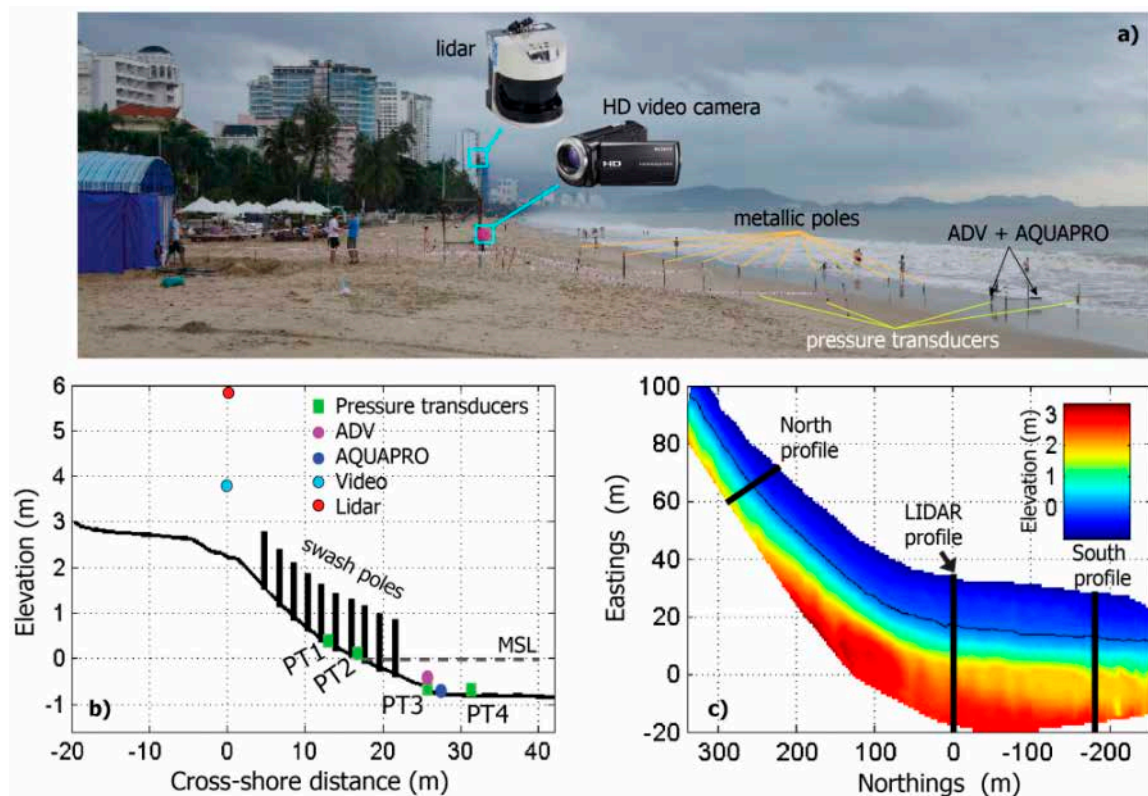 a)
lidar
HD video camera
SONY
HD
metallic poles
ADV + AQUAPRO
pressure transducers
6
5
4
3
2
1
0
-1
Elevation (m)
Pressure transducers
ADV
AQUAPRO
Video
Lidar
swash poles
MSL
PT1
PT2
PT3
PT4
b)
-20
-10
0
10
20
30
40
Cross-shore distance (m)
100
80
60
40
20
0
-20
Eastings (m)
North
profile
LIDAR
profile
South
profile
Elevation (m)
3
2
1
0
c)
300
200
100
0
-100
-200
Northings (m)